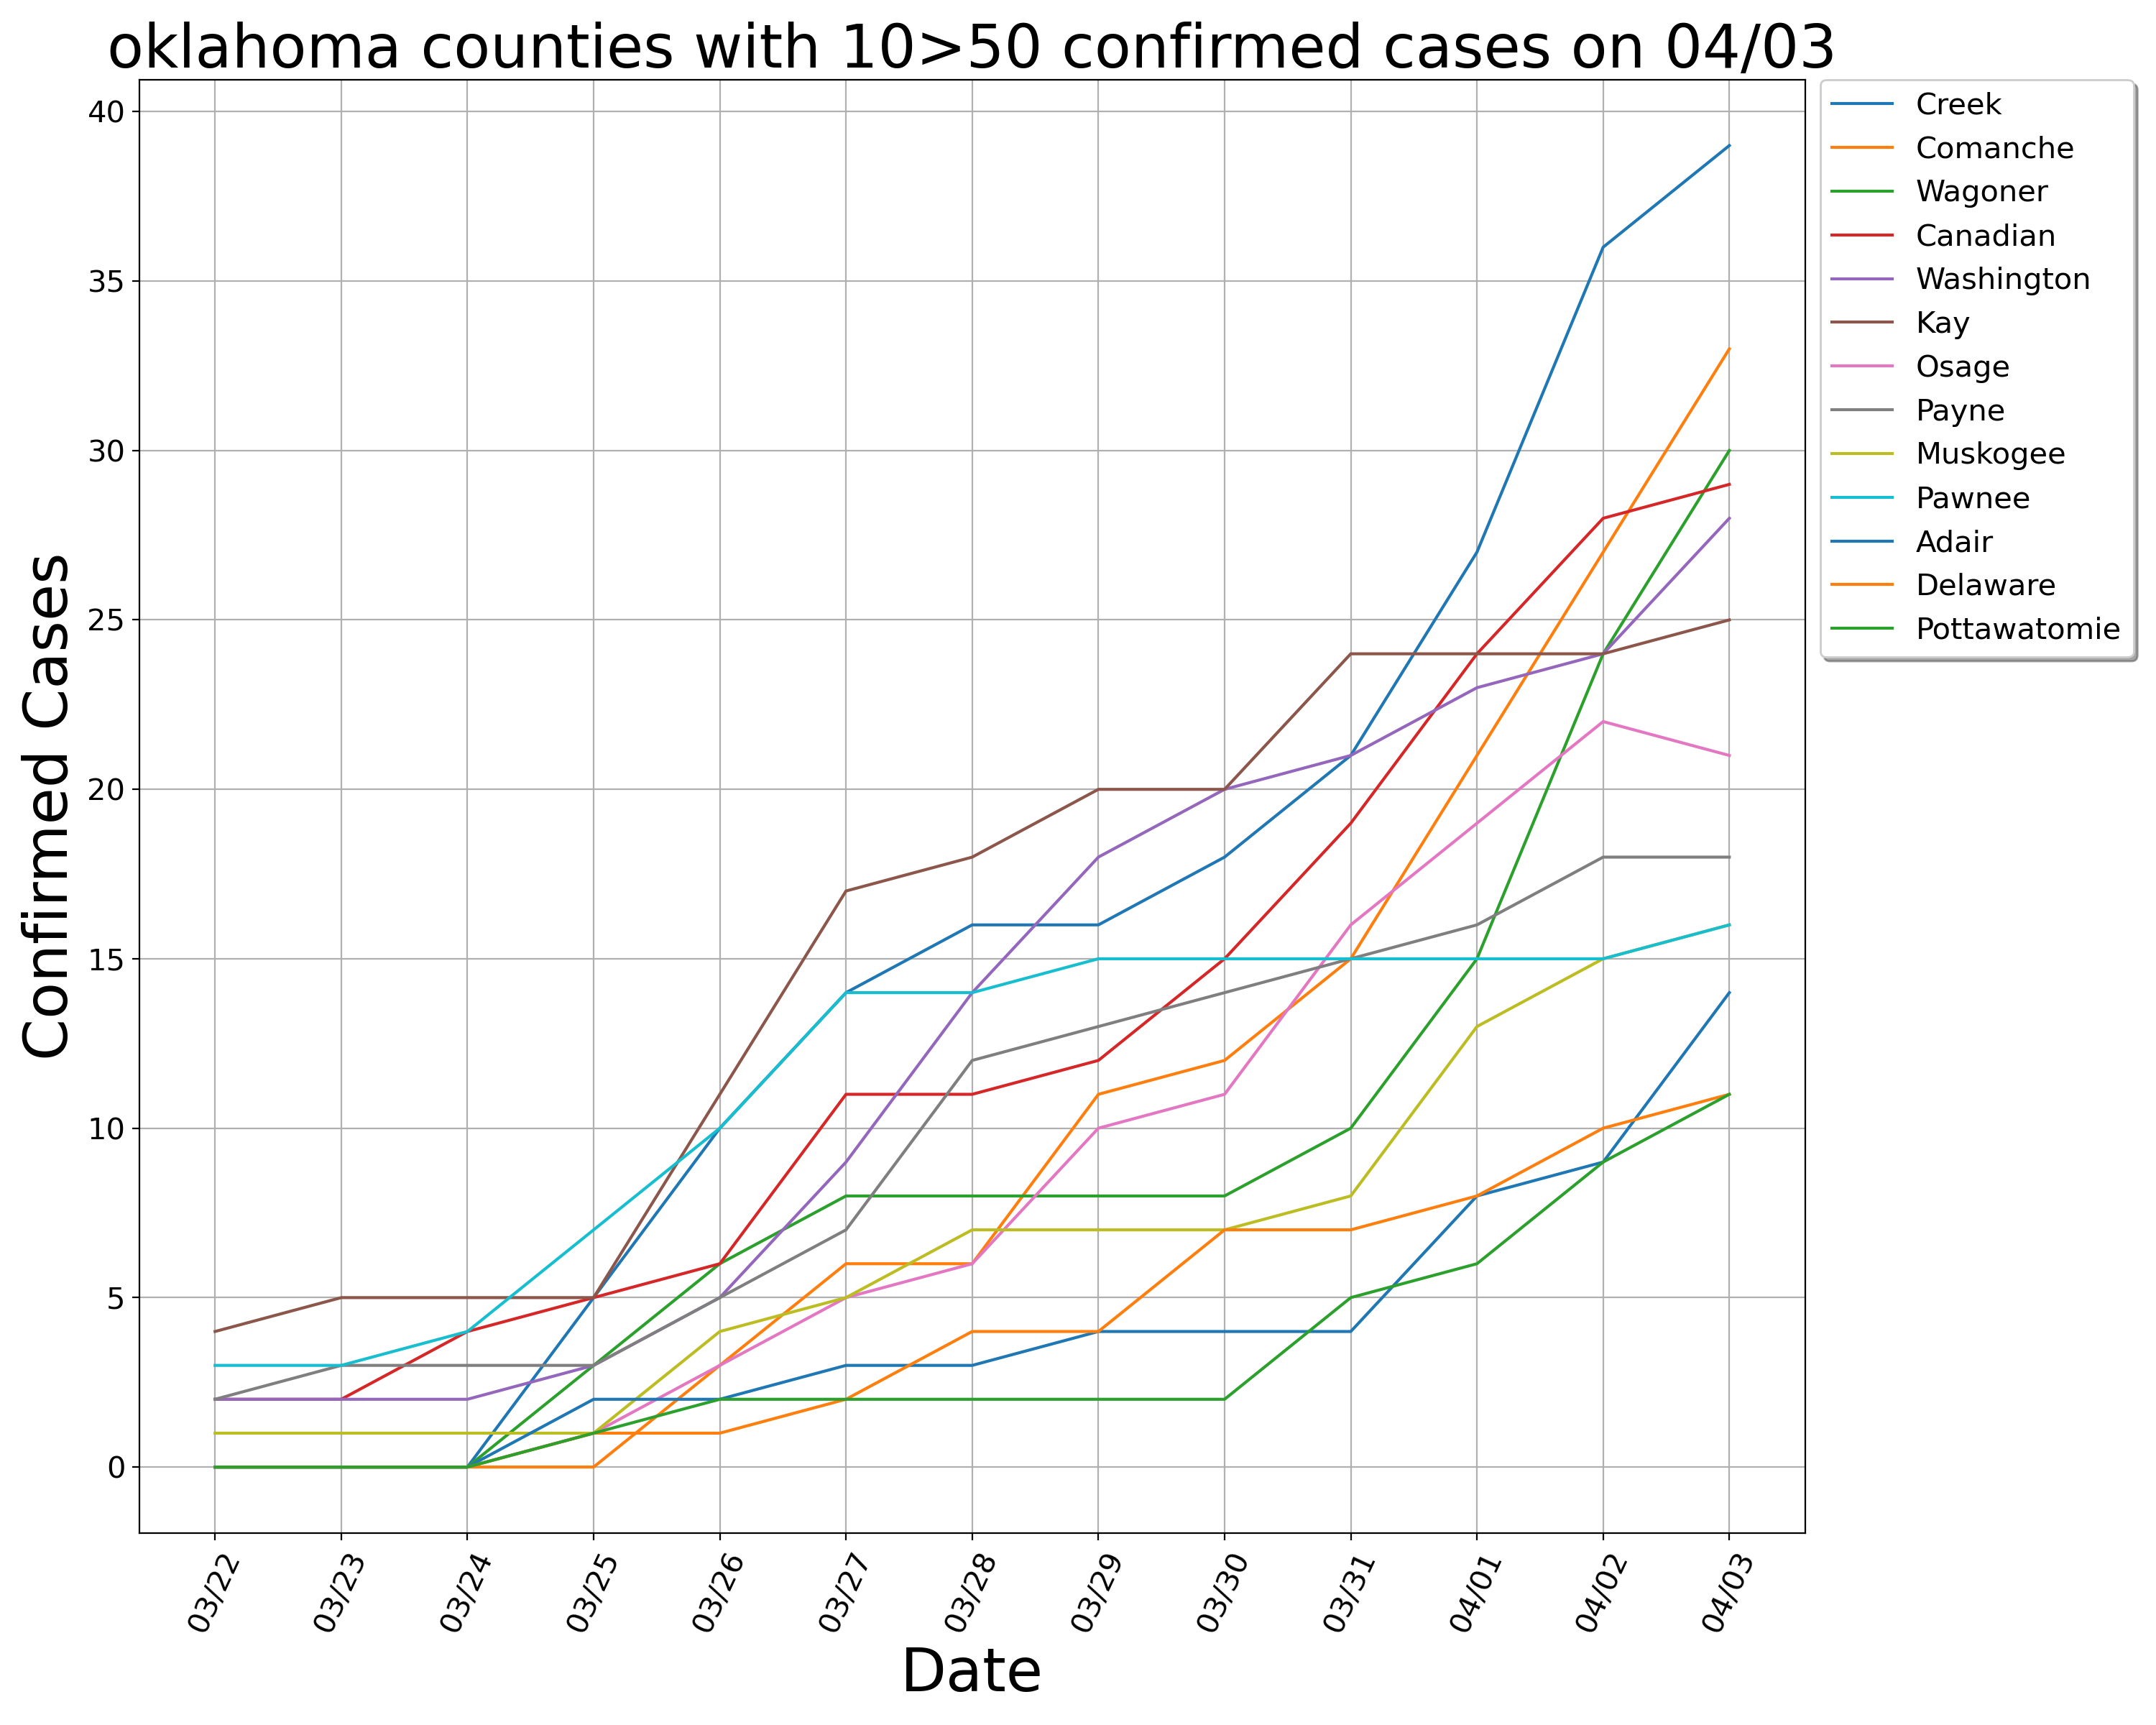 oklahoma counties with 10>50 confirmed cases on 04/03
Confirmed Cases
40
35
30
25
20
15
10
5
0
03/22
03/23
03/24
03/25
03/26
03/27
03/28
03/29
03/30
03/31
04/01
04/02
04/03
Date
Creek
Comanche
Wagoner
Canadian
Washington
Kay
Osage
Payne
Muskogee
Pawnee
Adair
Delaware
Pottawatomie